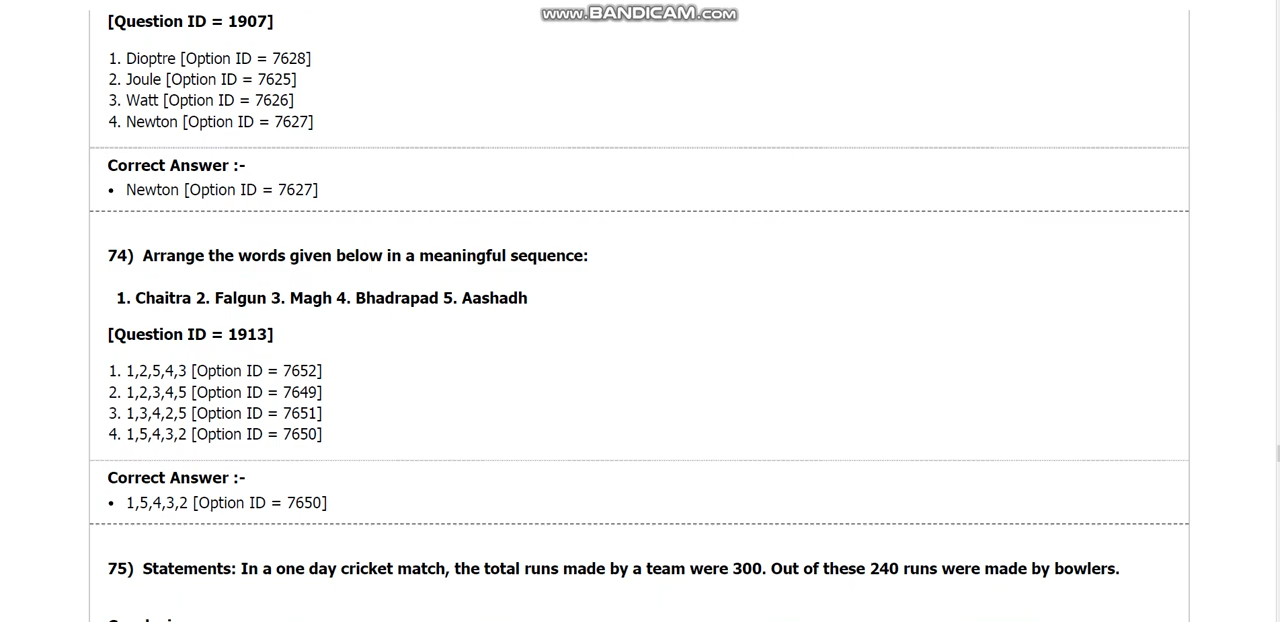 www.BANDICAM.com
[Question ID = 1907]
1. Dioptre [Option ID = 7628]
2. Joule [Option ID = 7625]
3. Watt [Option ID = 7626]
4. Newton [Option ID = 7627]
Correct Answer :-
• Newton [Option ID = 7627]
74) Arrange the words given below in a meaningful sequence:
1. Chaitra 2. Falgun 3. Magh 4. Bhadrapad 5. Aashadh
[Question ID = 1913]
1. 1,2,5,4,3 [Option ID = 7652]
2. 1,2,3,4,5 [Option ID = 7649]
3. 1,3,4,2,5 [Option ID = 7651]
4. 1,5,4,3,2 [Option ID = 7650]
Correct Answer :-
• 1,5,4,3,2 [Option ID = 7650]
75) Statements: In a one day cricket match, the total runs made by a team were 300. Out of these 240 runs were made by bowlers.